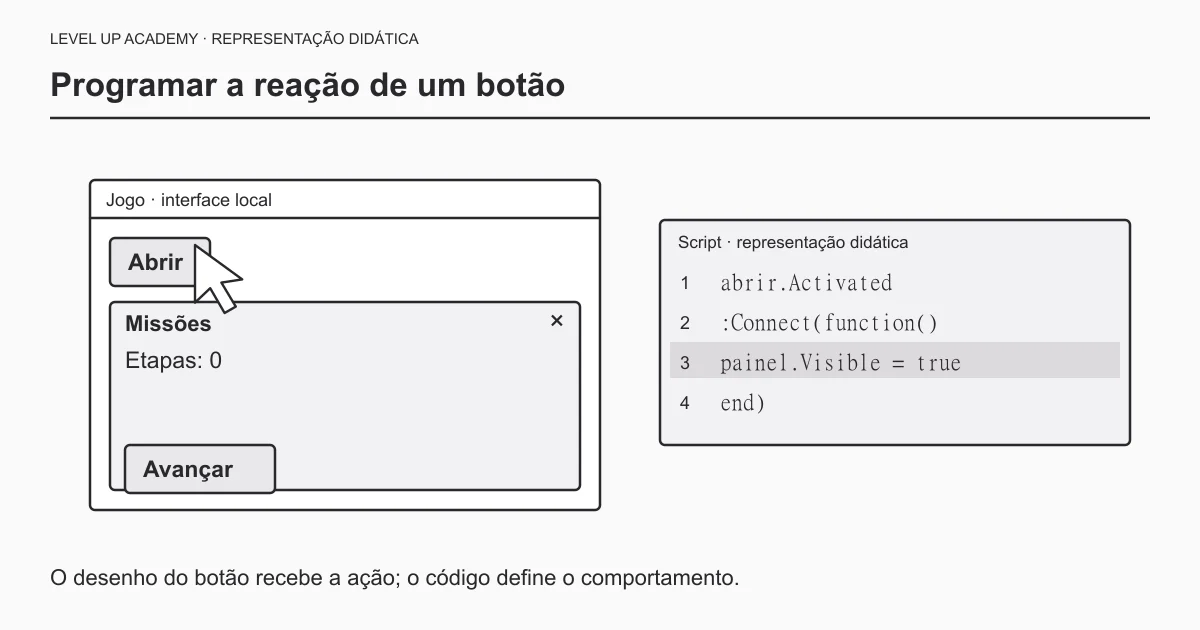 LEVEL UP ACADEMY · REPRESENTAÇÃO DIDÁTICA
Programar a reação de um botão
Jogo · interface local
Abrir
Missões ×
Etapas: 0
Avançar
Script · representação didática
1 abrir.Activated
2 :Connect(function()
3 painel.Visible = true
4 end)
O desenho do botão recebe a ação; o código define o comportamento.